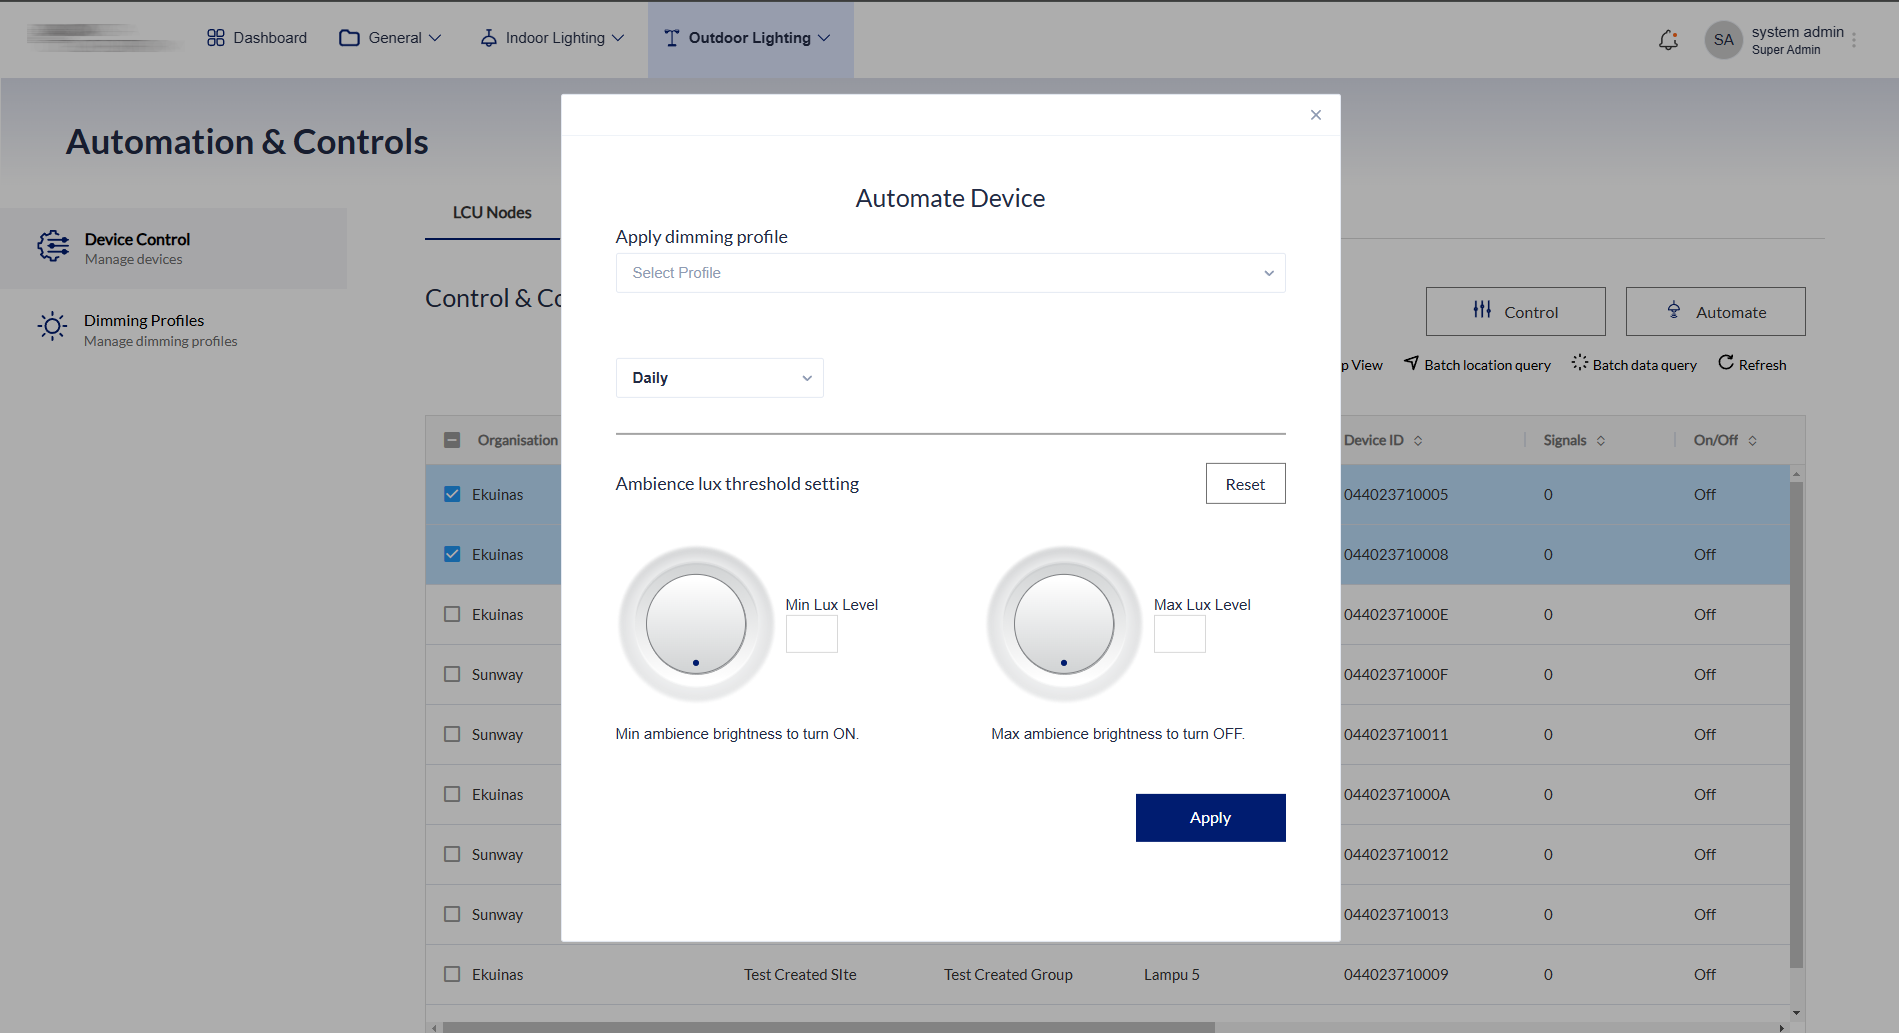 Dashboard
General
Indoor Lighting
Outdoor Lighting
SA
system admin
Super Admin
Automation & Controls
Device Control
Manage devices
Dimming Profiles
Manage dimming profiles
LCU Nodes
Control & Co
Control
Automate
p View
Batch location query
Batch data query
Refresh
Automate Device
Apply dimming profile
Select Profile
Daily
Ambience lux threshold setting
Reset
Min Lux Level
Max Lux Level
Min ambience brightness to turn ON.
Max ambience brightness to turn OFF.
Apply
Organisation Device ID Signals On/Off
Ekuinas 044023710005 0 Off
Ekuinas 044023710008 0 Off
Ekuinas 04402371000E 0 Off
Sunway 04402371000F 0 Off
Sunway 044023710011 0 Off
Ekuinas 04402371000A 0 Off
Sunway 044023710012 0 Off
Sunway 044023710013 0 Off
Ekuinas Test Created SIte Test Created Group Lampu 5 044023710009 0 Off